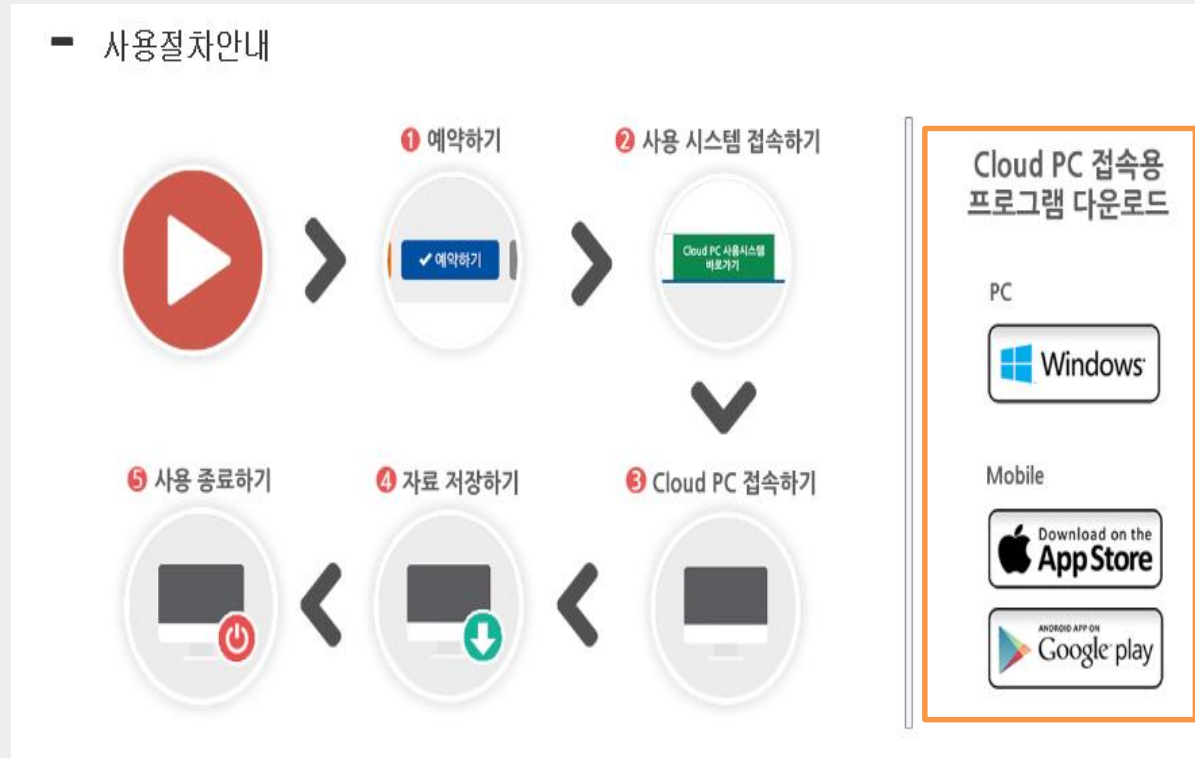 사용절차안내
❶ 예약하기
✔ 예약하기
❷ 사용 시스템 접속하기
Cloud PC 사용시스템
바로가기
❸ Cloud PC 접속하기
❹ 자료 저장하기
❺ 사용 종료하기
Cloud PC 접속용
프로그램 다운로드
PC
Windows
Mobile
Download on the
App Store
ANDROID APP ON
Google play